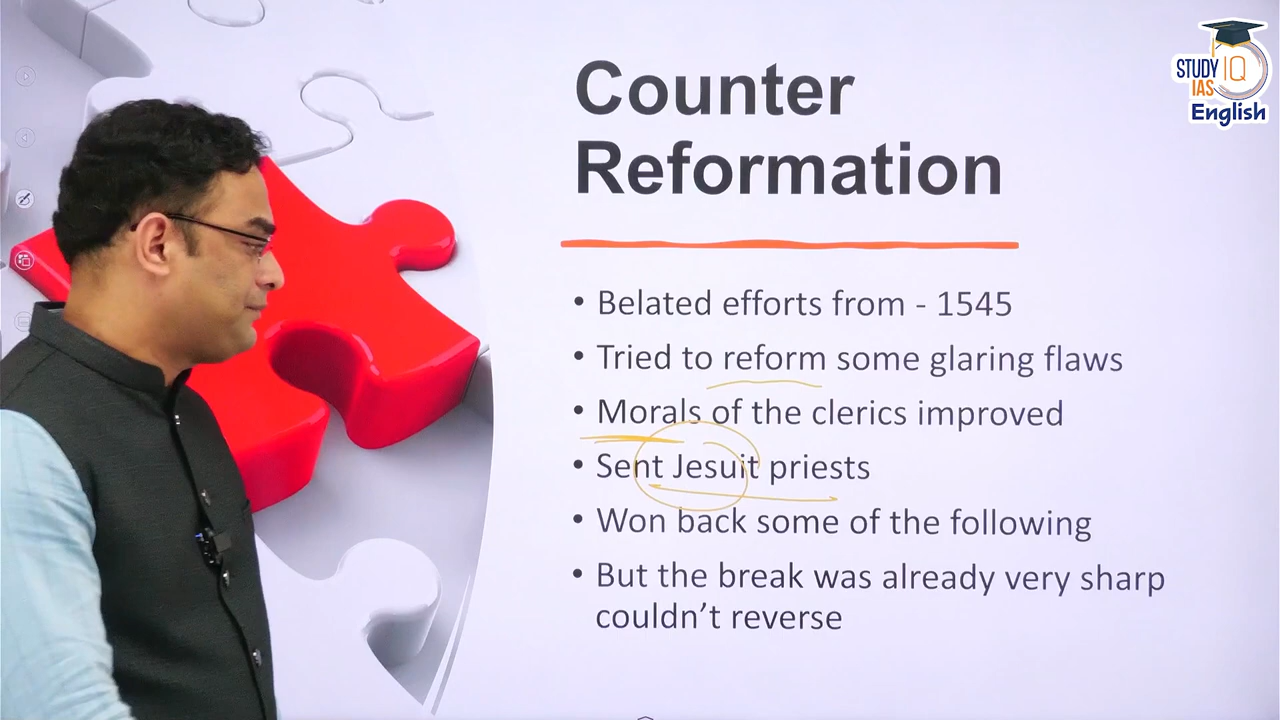 Counter
Reformation
STUDY IQ
IAS
English
• Belated efforts from - 1545
• Tried to reform some glaring flaws
• Morals of the clerics improved
• Sent Jesuit priests
• Won back some of the following
• But the break was already very sharp
couldn't reverse